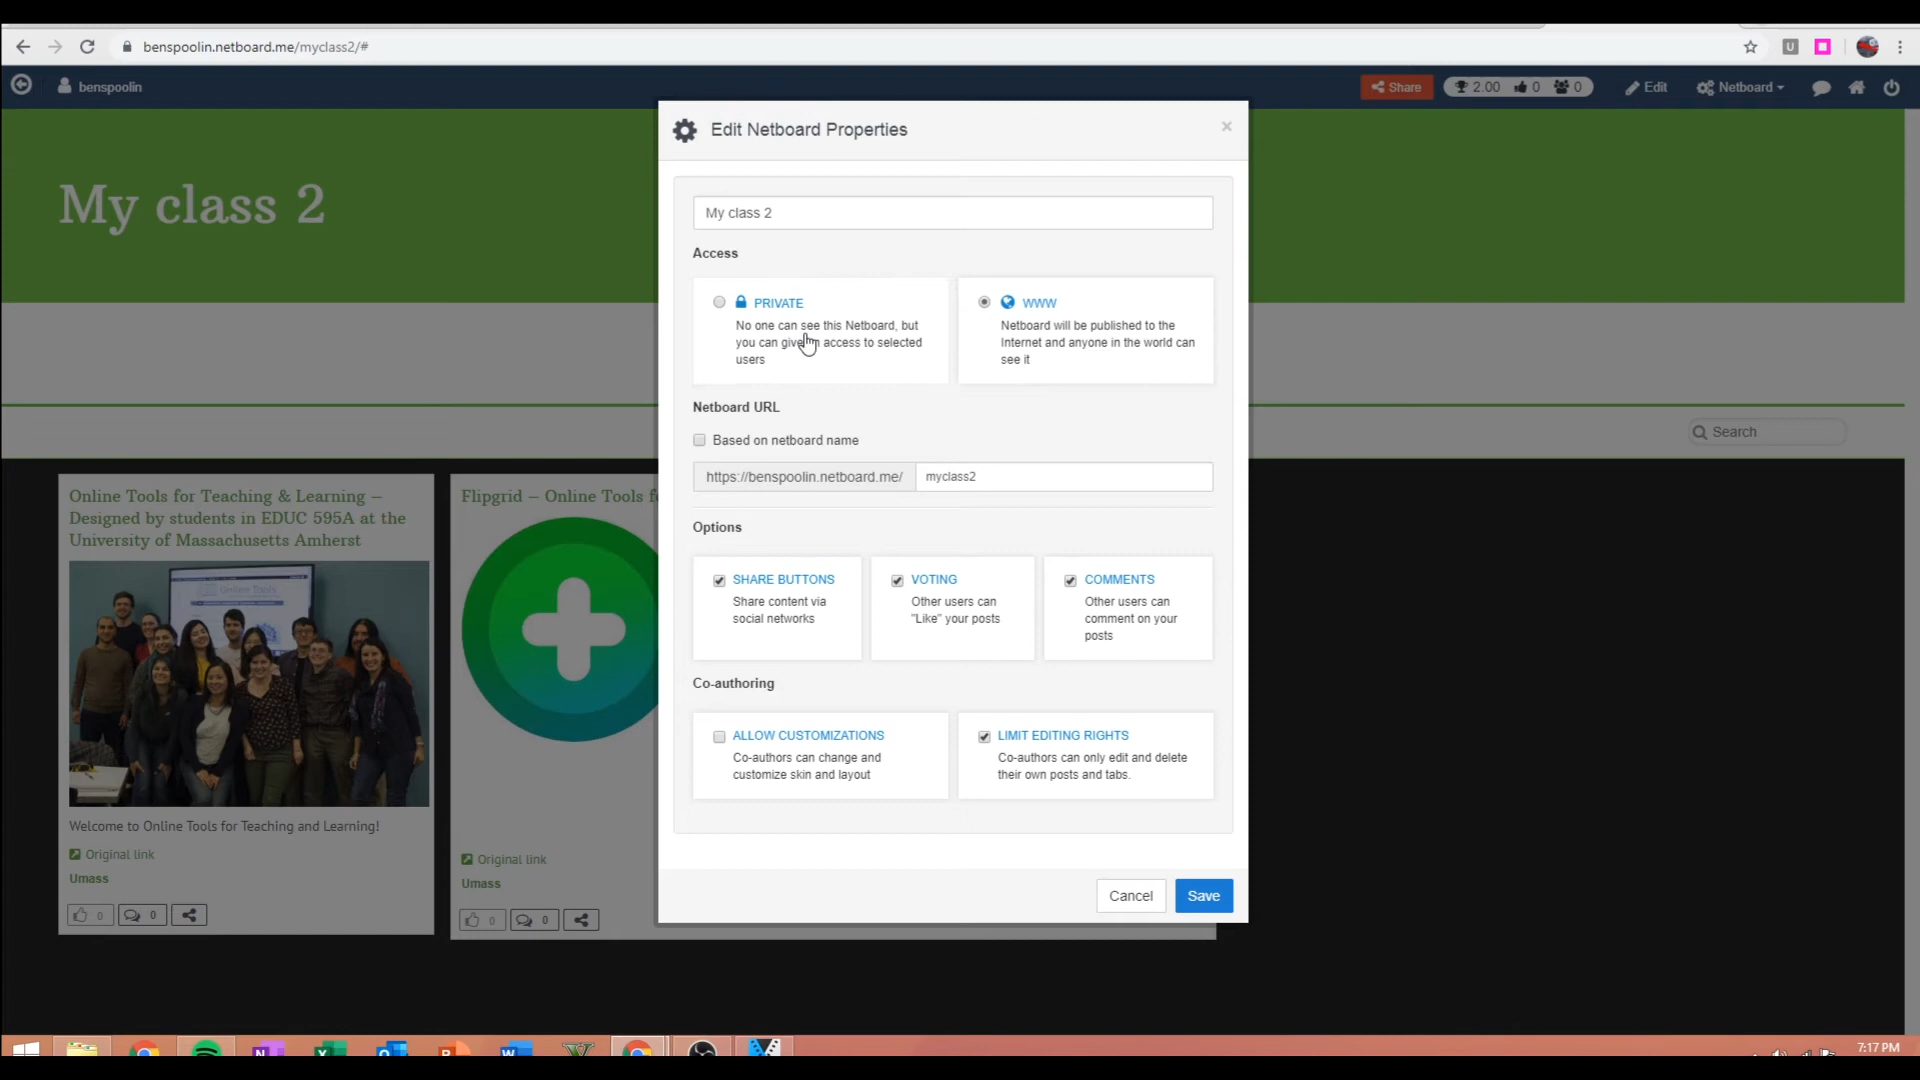 benspoolin.netboard.me/myclass2/#
U
benspoolin
Share
2.00 0 0
Edit
Netboard
My class 2
Edit Netboard Properties
×
My class 2
Access
PRIVATE
No one can see this Netboard, but
you can give access to selected
users
WWW
Netboard will be published to the
Internet and anyone in the world can
see it
Netboard URL
Based on netboard name
https://benspoolin.netboard.me/ myclass2
Options
SHARE BUTTONS
Share content via
social networks
VOTING
Other users can
"Like" your posts
COMMENTS
Other users can
comment on your
posts
Co-authoring
ALLOW CUSTOMIZATIONS
Co-authors can change and
customize skin and layout
LIMIT EDITING RIGHTS
Co-authors can only edit and delete
their own posts and tabs.
Cancel
Save
Search
Online Tools for Teaching & Learning –
Designed by students in EDUC 595A at the
University of Massachusetts Amherst
Online Tools
Welcome to Online Tools for Teaching and Learning!
Original link
Umass
0 0
Flipgrid – Online Tools f
Original link
Umass
0 0
7:17 PM